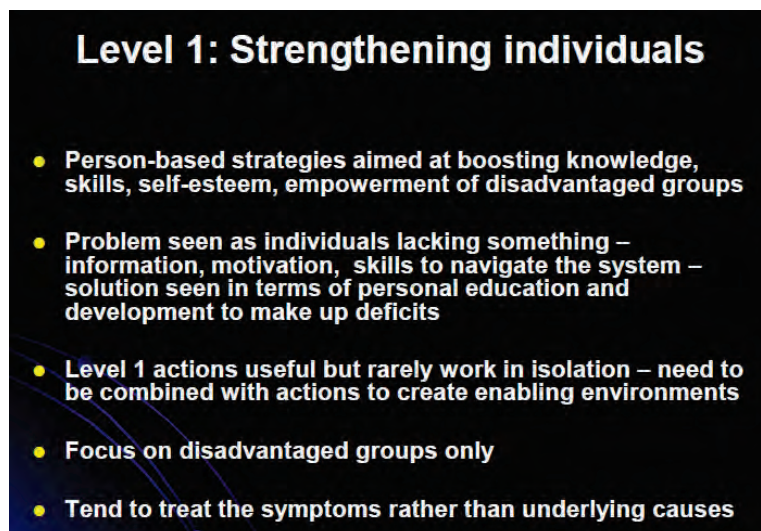 Level 1: Strengthening individuals
● Person-based strategies aimed at boosting knowledge,
skills, self-esteem, empowerment of disadvantaged groups
● Problem seen as individuals lacking something –
information, motivation,  skills to navigate the system –
solution seen in terms of personal education and
development to make up deficits
● Level 1 actions useful but rarely work in isolation – need to
be combined with actions to create enabling environments
● Focus on disadvantaged groups only
● Tend to treat the symptoms rather than underlying causes